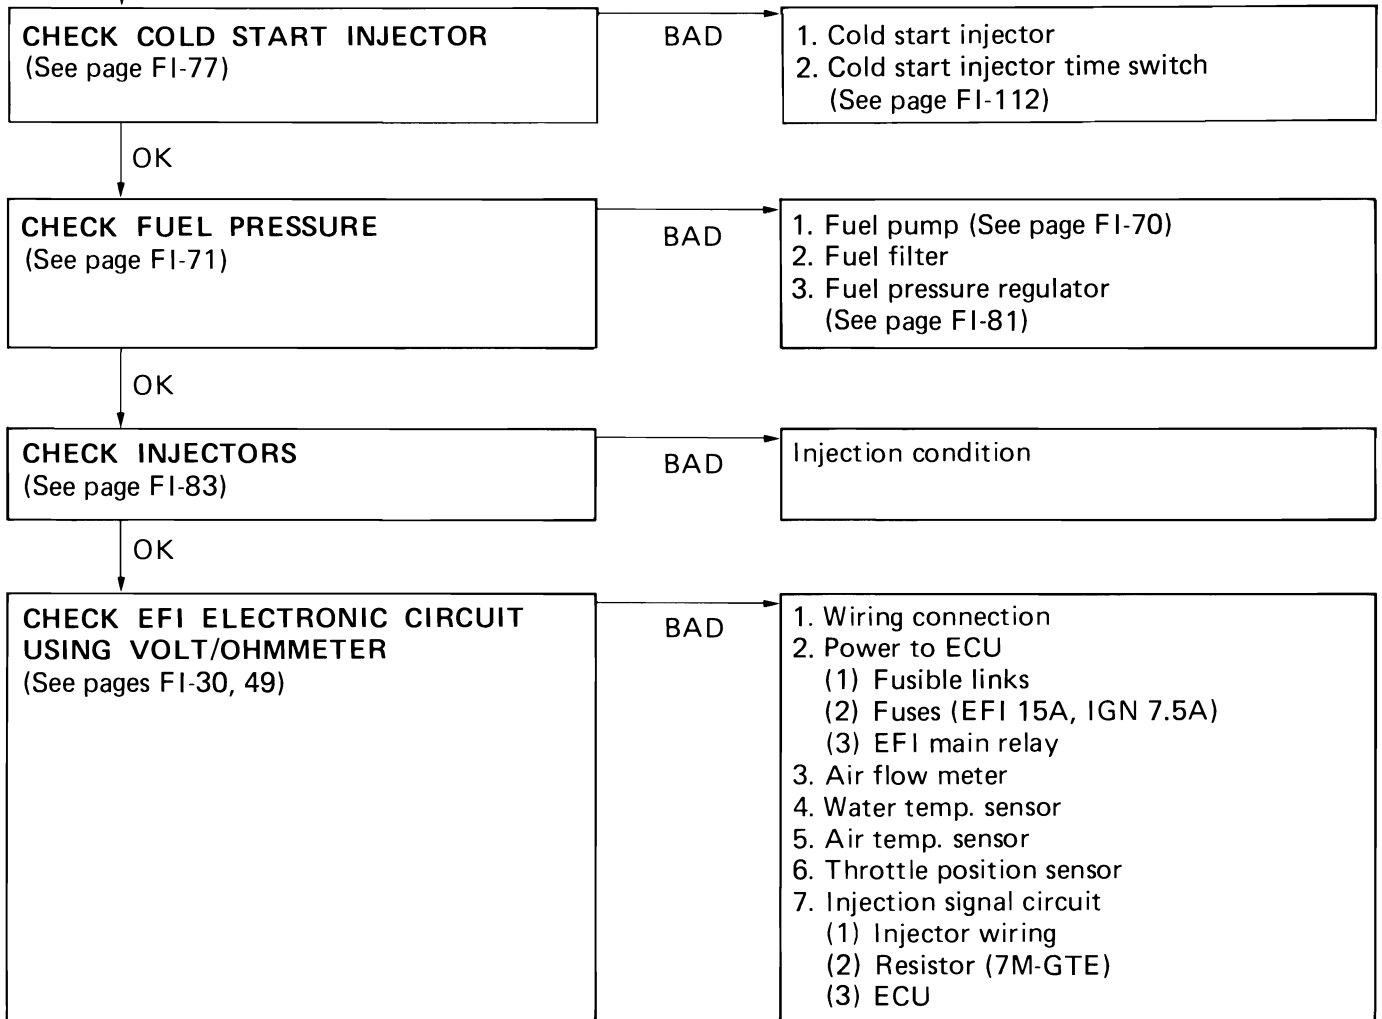 CHECK COLD START INJECTOR
(See page FI-77)
BAD
1. Cold start injector
2. Cold start injector time switch
(See page FI-112)
OK
CHECK FUEL PRESSURE
(See page FI-71)
BAD
1. Fuel pump (See page FI-70)
2. Fuel filter
3. Fuel pressure regulator
(See page FI-81)
OK
CHECK INJECTORS
(See page FI-83)
BAD
Injection condition
OK
CHECK EFI ELECTRONIC CIRCUIT
USING VOLT/OHMMETER
(See pages FI-30, 49)
BAD
1. Wiring connection
2. Power to ECU
(1) Fusible links
(2) Fuses (EFI 15A, IGN 7.5A)
(3) EFI main relay
3. Air flow meter
4. Water temp. sensor
5. Air temp. sensor
6. Throttle position sensor
7. Injection signal circuit
(1) Injector wiring
(2) Resistor (7M-GTE)
(3) ECU